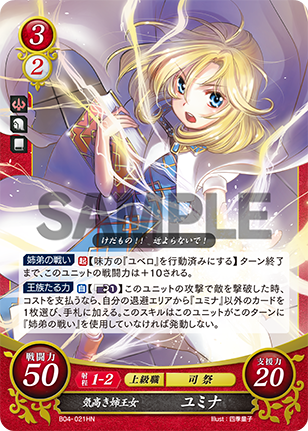 3
2
SAMPLE
けだもの!! 近よらないで!
姉弟の戦い 起【味方の『ユベロ』を行動済みにする】ターン終了
まで、このユニットの戦闘力は+10される。
王族たる力 自 このユニットの攻撃で敵を撃破した時、
コストを支払うなら、自分の退避エリアから『ユミナ』以外のカードを
1枚選び、手札に加える。このスキルはこのユニットがこのターンに
『姉弟の戦い』を使用していなければ発動しない。
戦闘力
50
射程 1-2 上級職 司祭
気高き姉王女 ユミナ
支援力
20
B04-021HN
Illust:四季童子